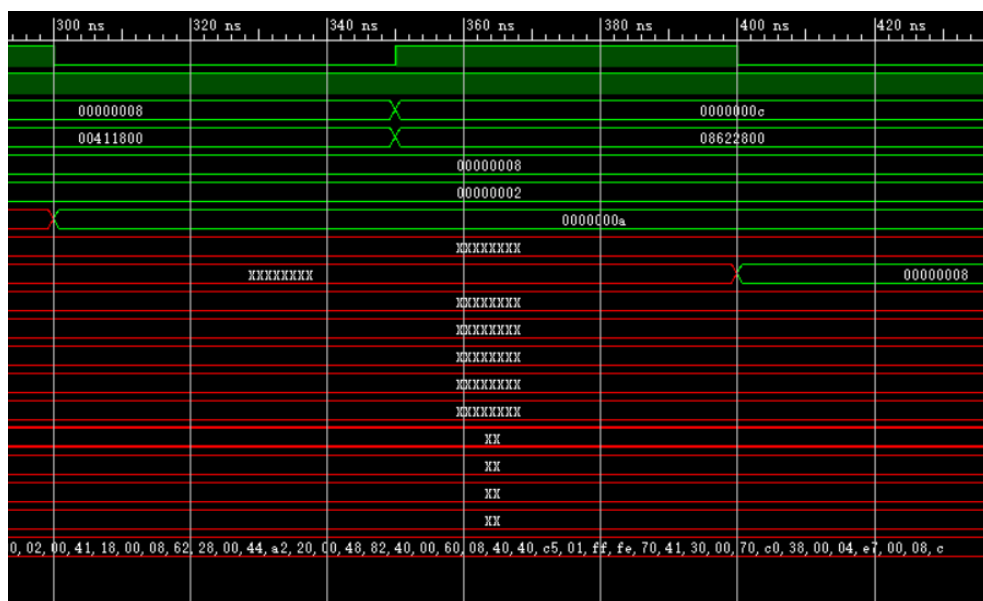 300 ns 320 ns 340 ns 360 ns 380 ns 400 ns 420 ns
00000008 0000000c
00411800 08622800
00000008
00000002
0000000a
XXXXXXXX
XXXXXXXX 00000008
XXXXXXXX
XXXXXXXX
XXXXXXXX
XXXXXXXX
XXXXXXXX
XX
XX
XX
XX
0, 02, 00, 41, 18, 00, 08, 62, 28, 00, 44, a2, 20, 00, 48, 82, 40, 00, 60, 08, 40, 40, c5, 01, ff, fe, 70, 41, 30, 00, 70, c0, 38, 00, 04, e7, 00, 08, c